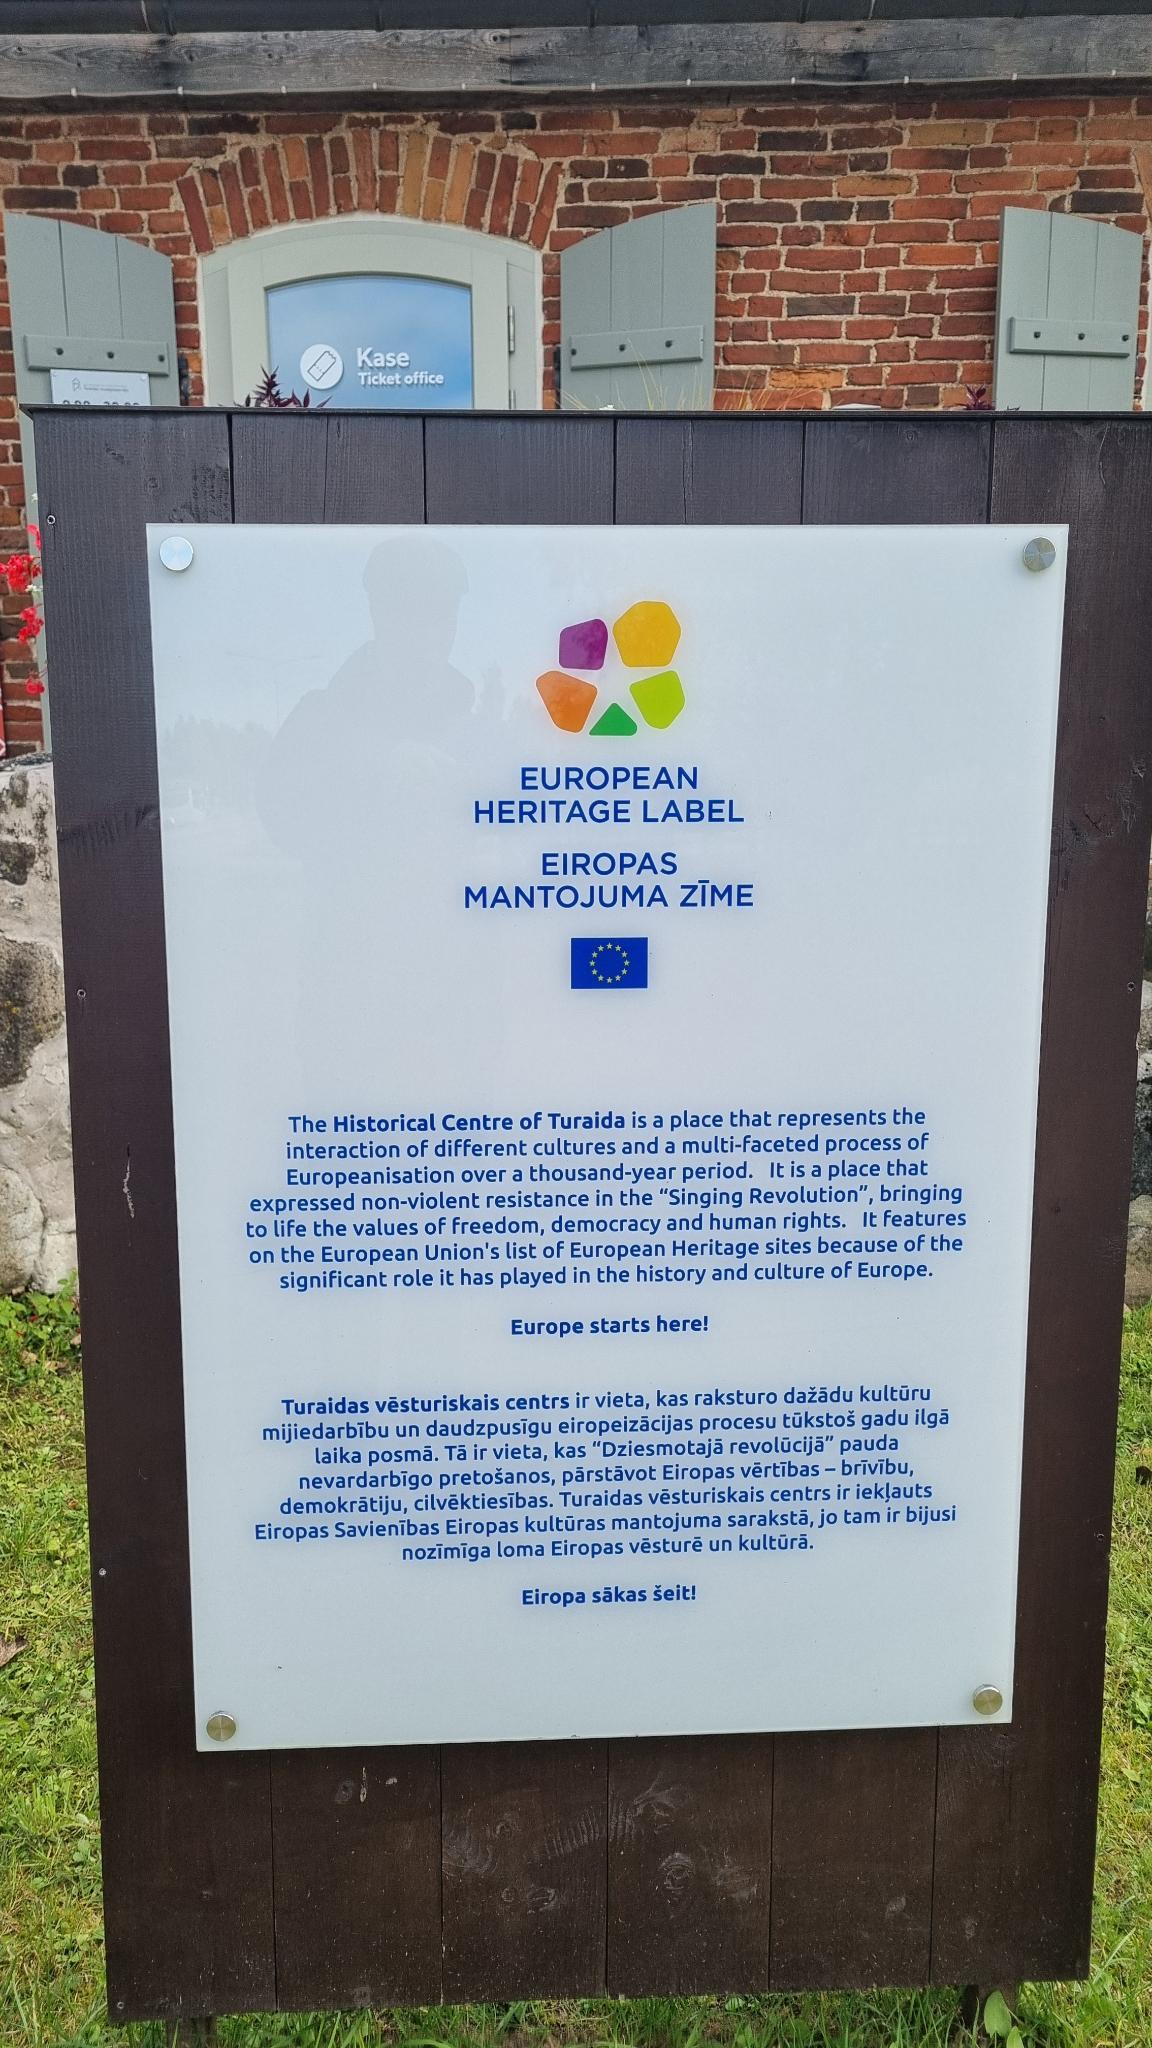 Kase
Ticket office
EUROPEAN
HERITAGE LABEL
EIROPAS
MANTOJUMA ZĪME
The Historical Centre of Turaida is a place that represents the
interaction of different cultures and a multi-faceted process of
Europeanisation over a thousand-year period.   It is a place that
expressed non-violent resistance in the “Singing Revolution”, bringing
to life the values of freedom, democracy and human rights.   It features
on the European Union's list of European Heritage sites because of the
significant role it has played in the history and culture of Europe.
Europe starts here!
Turaidas vēsturiskais centrs ir vieta, kas raksturo dažādu kultūru
mijiedarbību un daudzpusīgu eiropeizācijas procesu tūkstoš gadu ilgā
laika posmā. Tā ir vieta, kas “Dziesmotajā revolūcijā” pauda
nevardarbīgo pretošanos, pārstāvot Eiropas vērtības – brīvību,
demokrātiju, cilvēktiesības. Turaidas vēsturiskais centrs ir iekļauts
Eiropas Savienības Eiropas kultūras mantojuma sarakstā, jo tam ir bijusi
nozīmīga loma Eiropas vēsturē un kultūrā.
Eiropa sākas šeit!